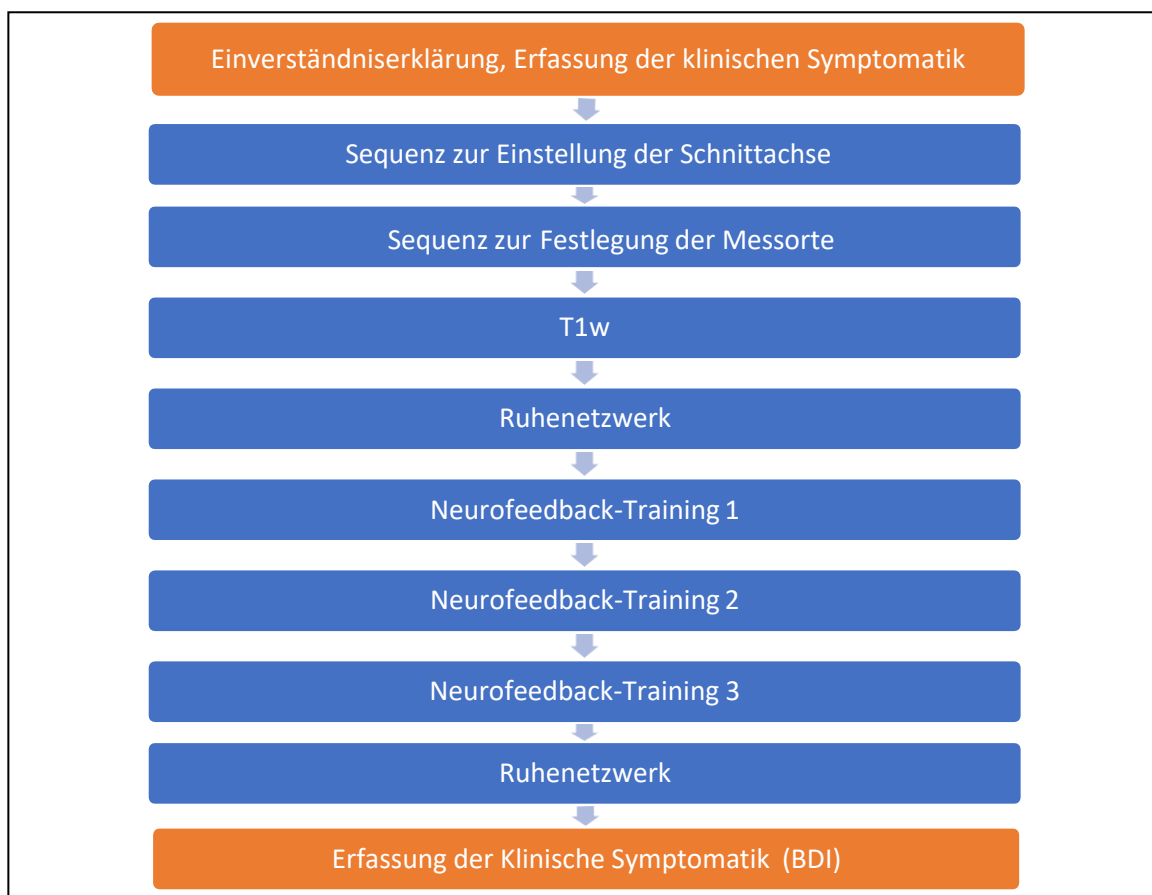 Einverständniserklärung, Erfassung der klinischen Symptomatik
Sequenz zur Einstellung der Schnittachse
Sequenz zur Festlegung der Messorte
T1w
Ruhenetzwerk
Neurofeedback-Training 1
Neurofeedback-Training 2
Neurofeedback-Training 3
Ruhenetzwerk
Erfassung der Klinische Symptomatik (BDI)